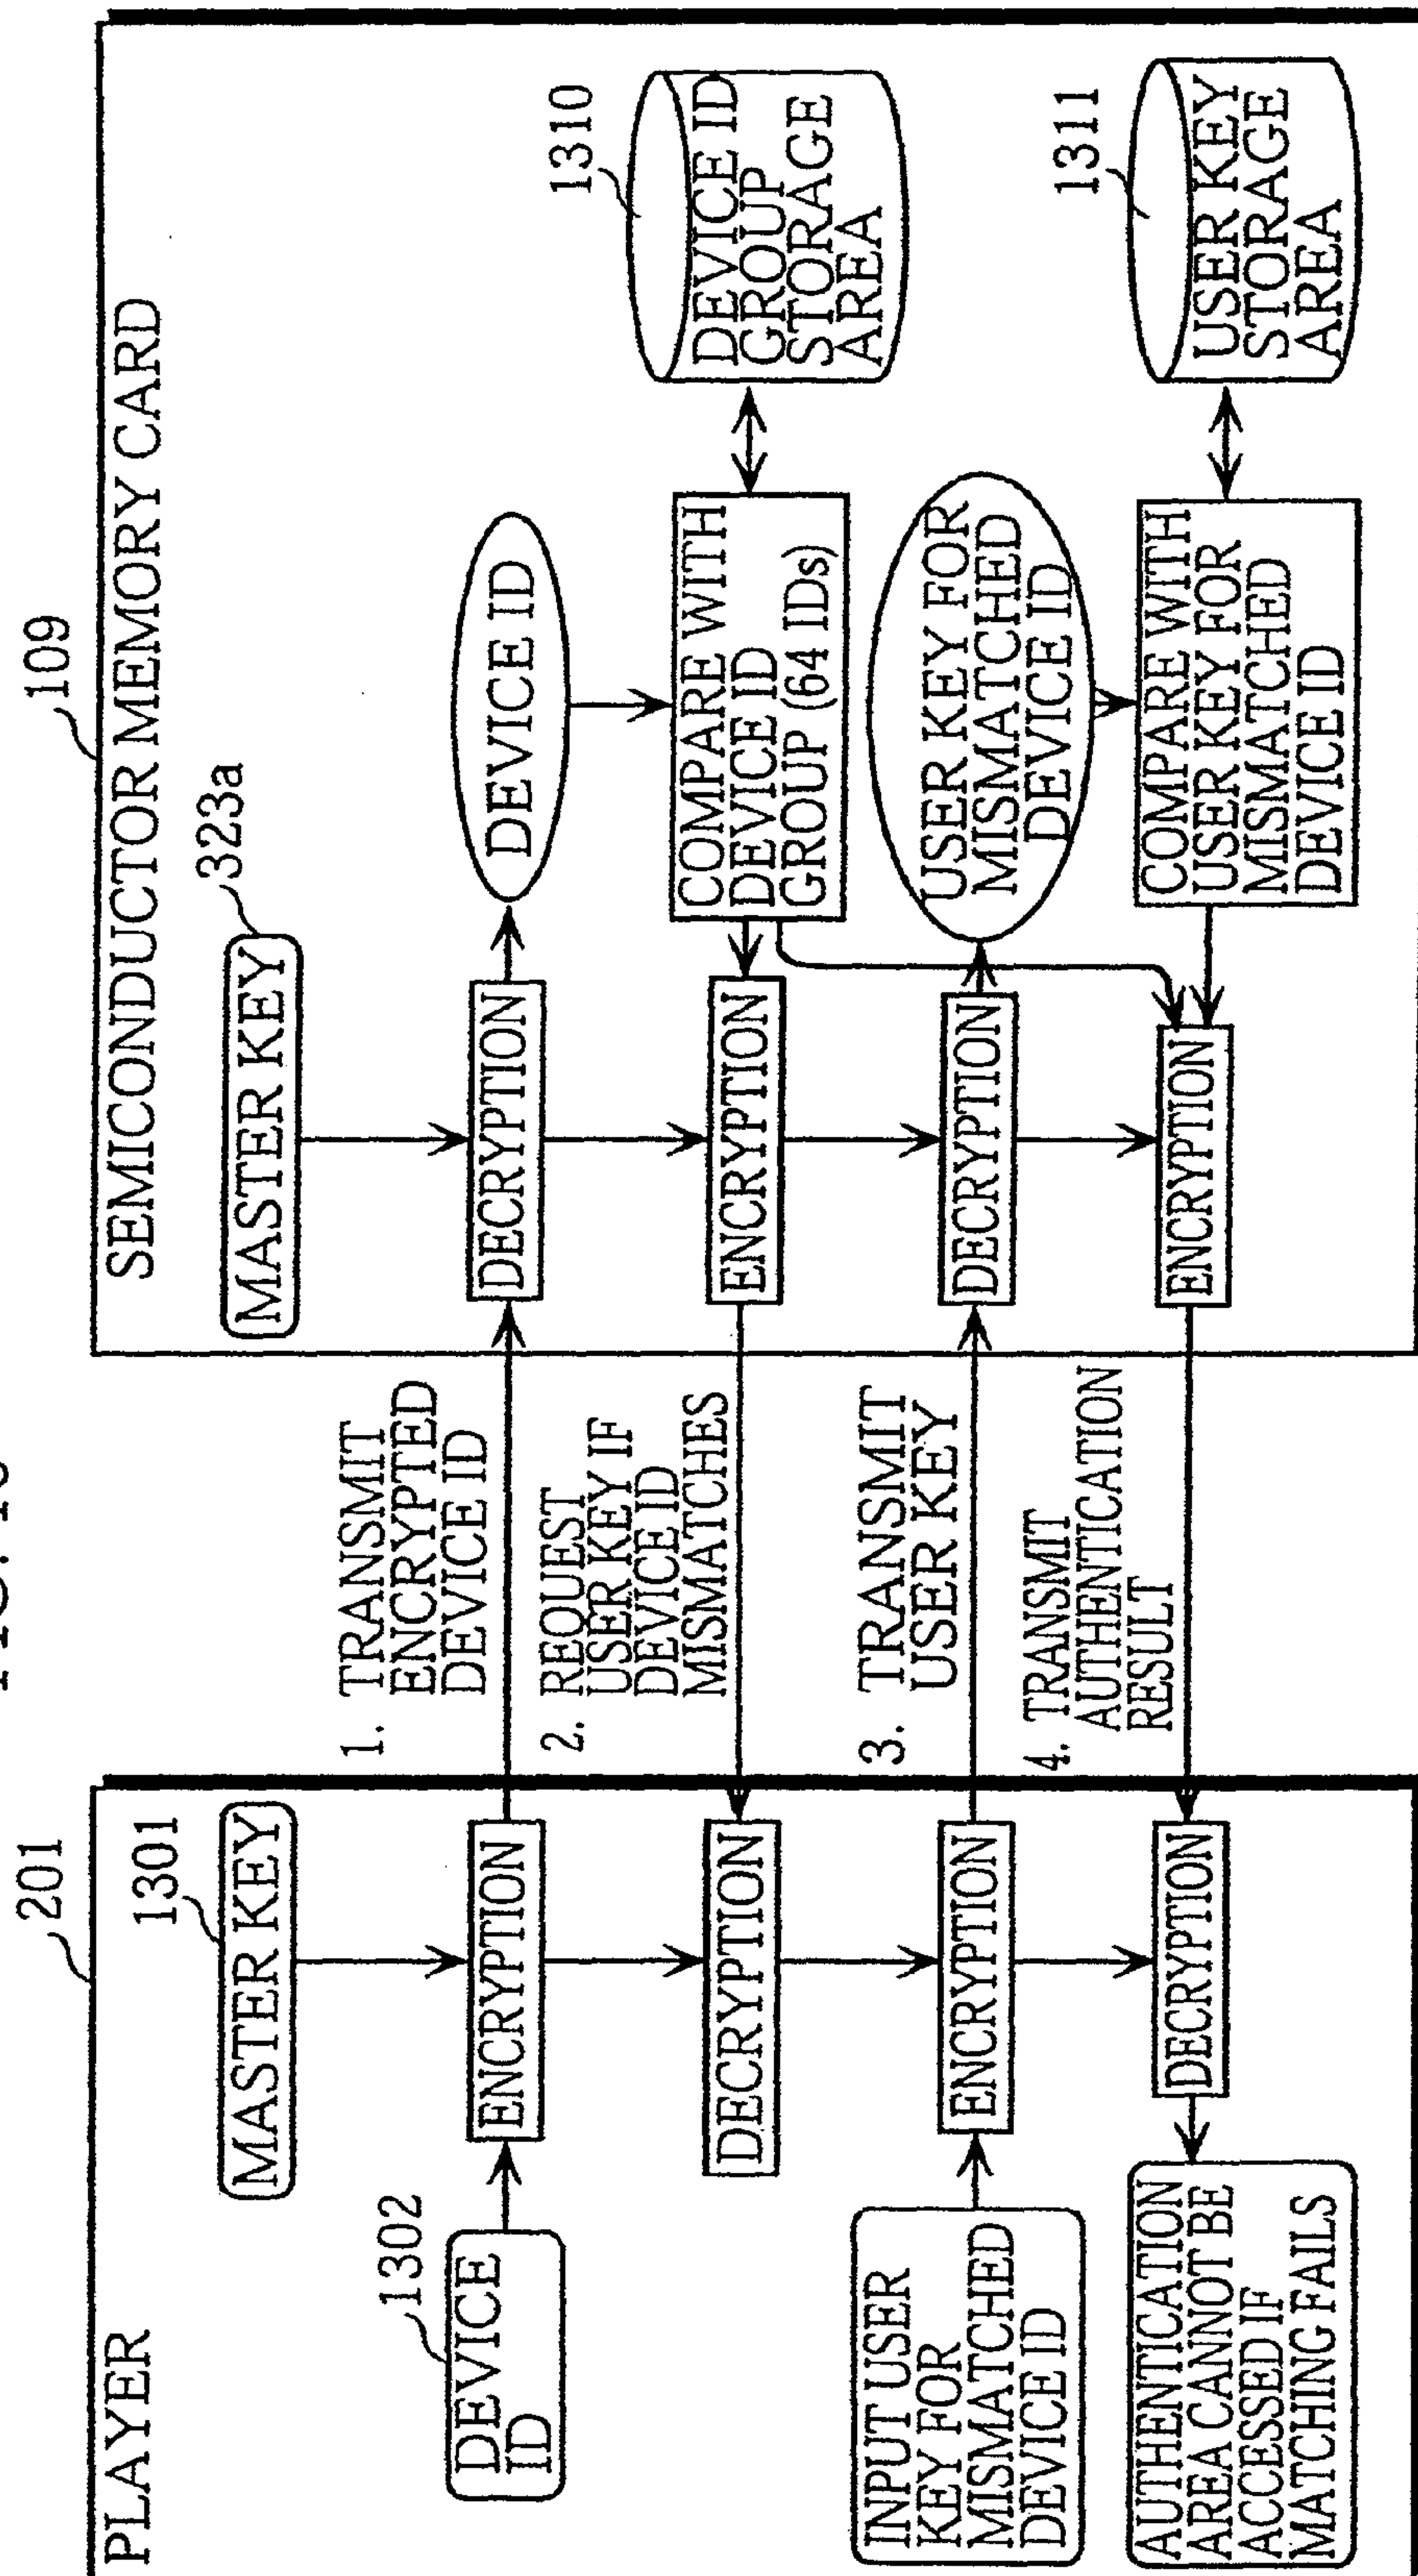 FIG.
201
PLAYER
1301
MASTER KEY
1302
DEVICE
ID
ENCRYPTION
DECRYPTION
INPUT USER
KEY FOR
MISMATCHED
DEVICE ID
ENCRYPTION
DECRYPTION
AUTHENTICATION
AREA CANNOT BE
ACCESSED IF
MATCHING FAILS
1. TRANSMIT
ENCRYPTED
DEVICE ID
2. REQUEST
USER KEY IF
DEVICE ID
MISMATCHES
3. TRANSMIT
USER KEY
4. TRANSMIT
AUTHENTICATION
RESULT
109
SEMICONDUCTOR MEMORY CARD
323a
MASTER KEY
DECRYPTION
DEVICE ID
ENCRYPTION
COMPARE WITH
DEVICE ID
GROUP (64 IDs)
1310
DEVICE ID
GROUP
STORAGE
AREA
DECRYPTION
USER KEY FOR
MISMATCHED
DEVICE ID
ENCRYPTION
COMPARE WITH
USER KEY FOR
MISMATCHED
DEVICE ID
1311
USER KEY
STORAGE
AREA